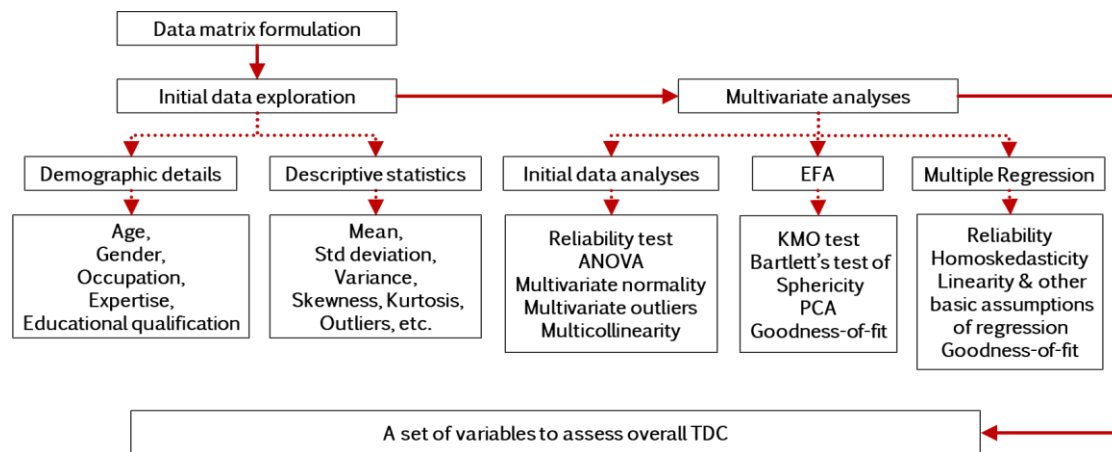 Data matrix formulation
Initial data exploration
Multivariate analyses
Demographic details
Descriptive statistics
Initial data analyses
EFA
Multiple Regression
Age,
Gender,
Occupation,
Expertise,
Educational qualification
Mean,
Std deviation,
Variance,
Skewness, Kurtosis,
Outliers, etc.
Reliability test
ANOVA
Multivariate normality
Multivariate outliers
Multicollinearity
KMO test
Bartlett's test of
Sphericity
PCA
Goodness-of-fit
Reliability
Homoskedasticity
Linearity & other
basic assumptions
of regression
Goodness-of-fit
A set of variables to assess overall TDC